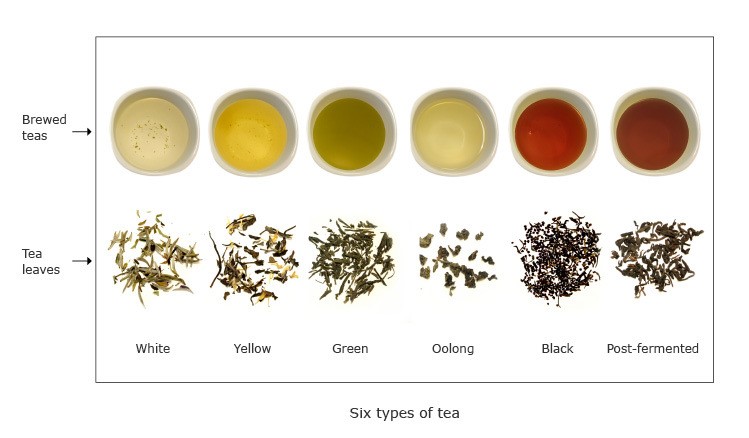 Brewed
teas
Tea
leaves
White Yellow Green Oolong Black Post-fermented
Six types of tea